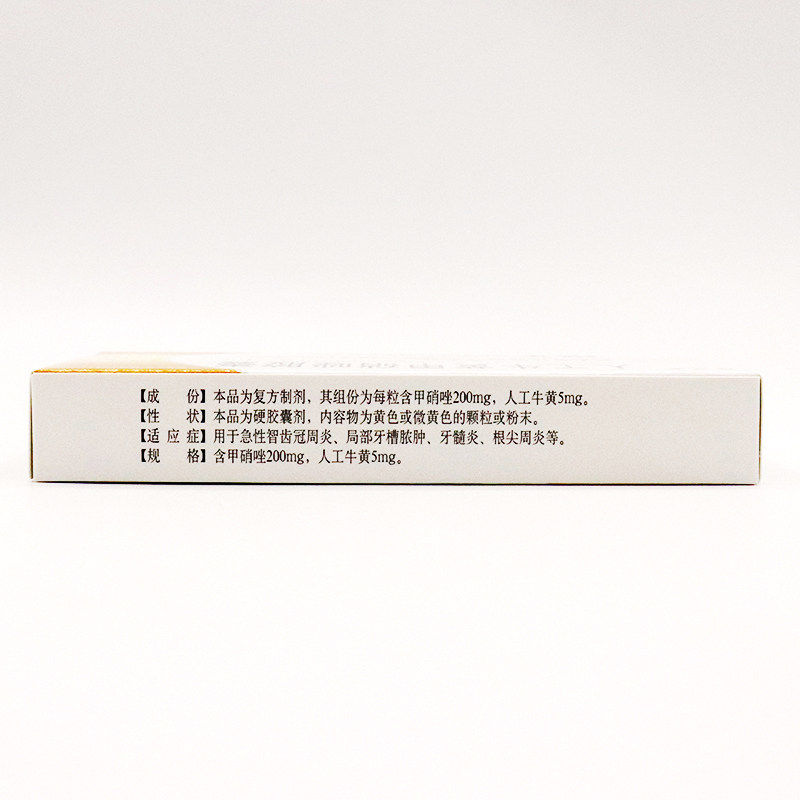 【成　份】本品为复方制剂，其组份为每粒含甲硝唑200mg，人工牛黄5mg。
【性　状】本品为硬胶囊剂，内容物为黄色或微黄色的颗粒或粉末。
【适应症】用于急性智齿冠周炎、局部牙槽脓肿、牙髓炎、根尖周炎等。
【规　格】含甲硝唑200mg，人工牛黄5mg。